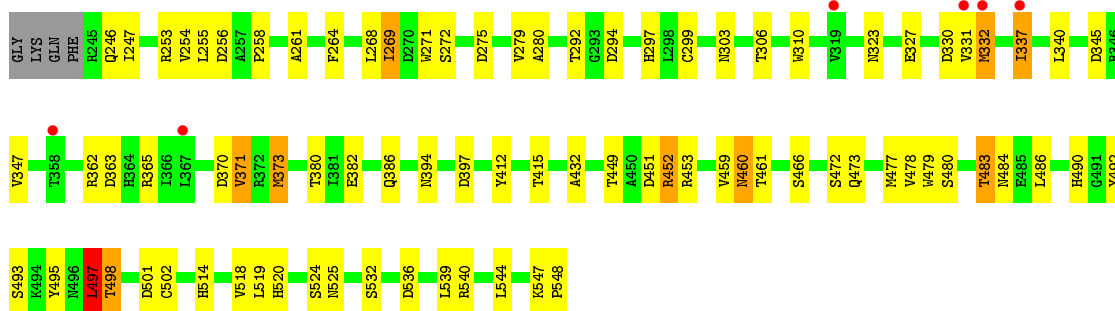 GLY LYS GLN PHE R245 Q246 I247 R253 V254 L255 D256 A257 P258 A261 F264 L268 I269 D270 W271 S272 D275 V279 A280 T292 G293 D294 H297 L298 C299 N303 T306 W310 V319 N323 E327 D330 V331 M332 I337 L340 D345 R346
V347 T358 R362 D363 H364 R365 I366 L367 D370 V371 R372 M373 T380 I381 E382 Q386 N394 D397 Y412 T415 A432 T449 A450 D451 R452 R453 V459 N460 T461 S466 S472 Q473 M477 V478 W479 S480 T483 N484 E485 L486 H490 G491 Y492
S493 K494 Y495 N496 L497 T498 D501 C502 H514 V518 L519 H520 S524 N525 S532 D536 L539 R540 L544 K547 P548